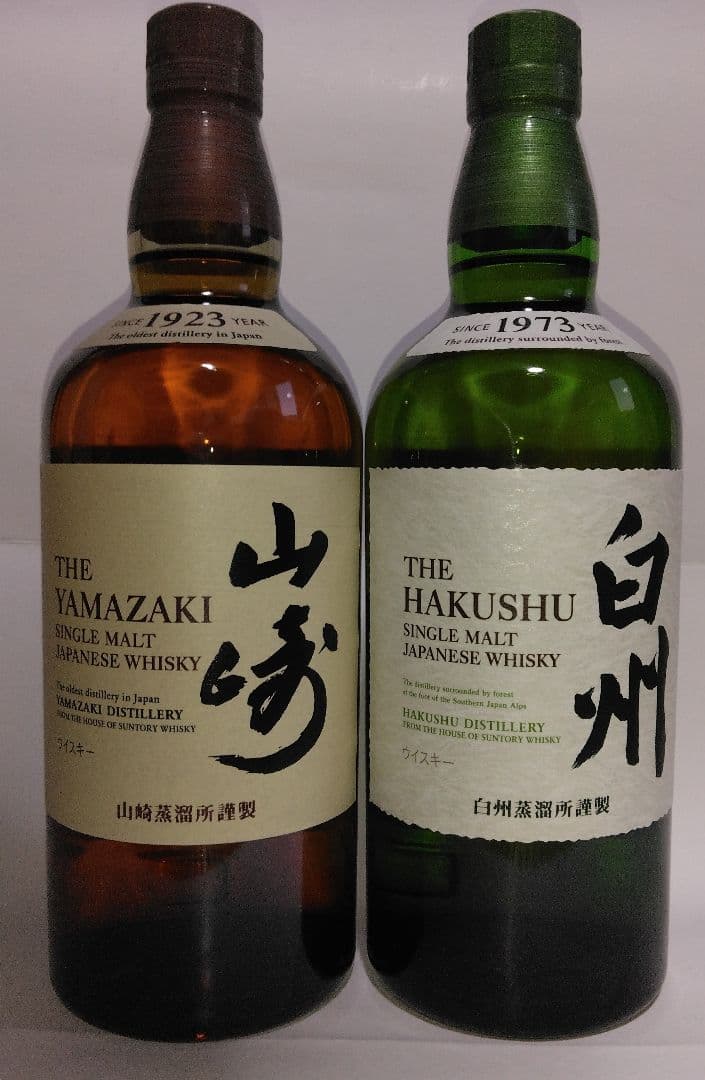 SINCE 1923 YEAR
The oldest distillery in Japan
THE
YAMAZAKI
SINGLE MALT
JAPANESE WHISKY
山崎
The oldest distillery in Japan
YAMAZAKI DISTILLERY
FROM THE HOUSE OF SUNTORY WHISKY
ウイスキー
山崎蒸溜所謹製
SINCE 1973 YEAR
The distillery surrounded by forest
THE
HAKUSHU
SINGLE MALT
JAPANESE WHISKY
白州
The distillery surrounded by forest
at the foot of the Southern Japan Alps
HAKUSHU DISTILLERY
FROM THE HOUSE OF SUNTORY WHISKY
ウイスキー
白州蒸溜所謹製